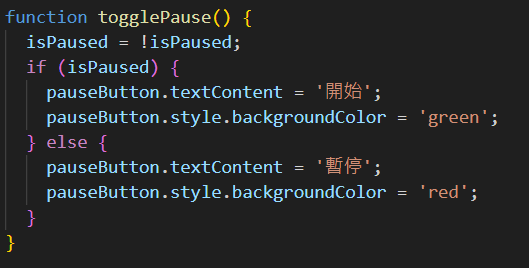 function togglePause() {
  isPaused = !isPaused;
  if (isPaused) {
    pauseButton.textContent = '開始';
    pauseButton.style.backgroundColor = 'green';
  } else {
    pauseButton.textContent = '暫停';
    pauseButton.style.backgroundColor = 'red';
  }
}